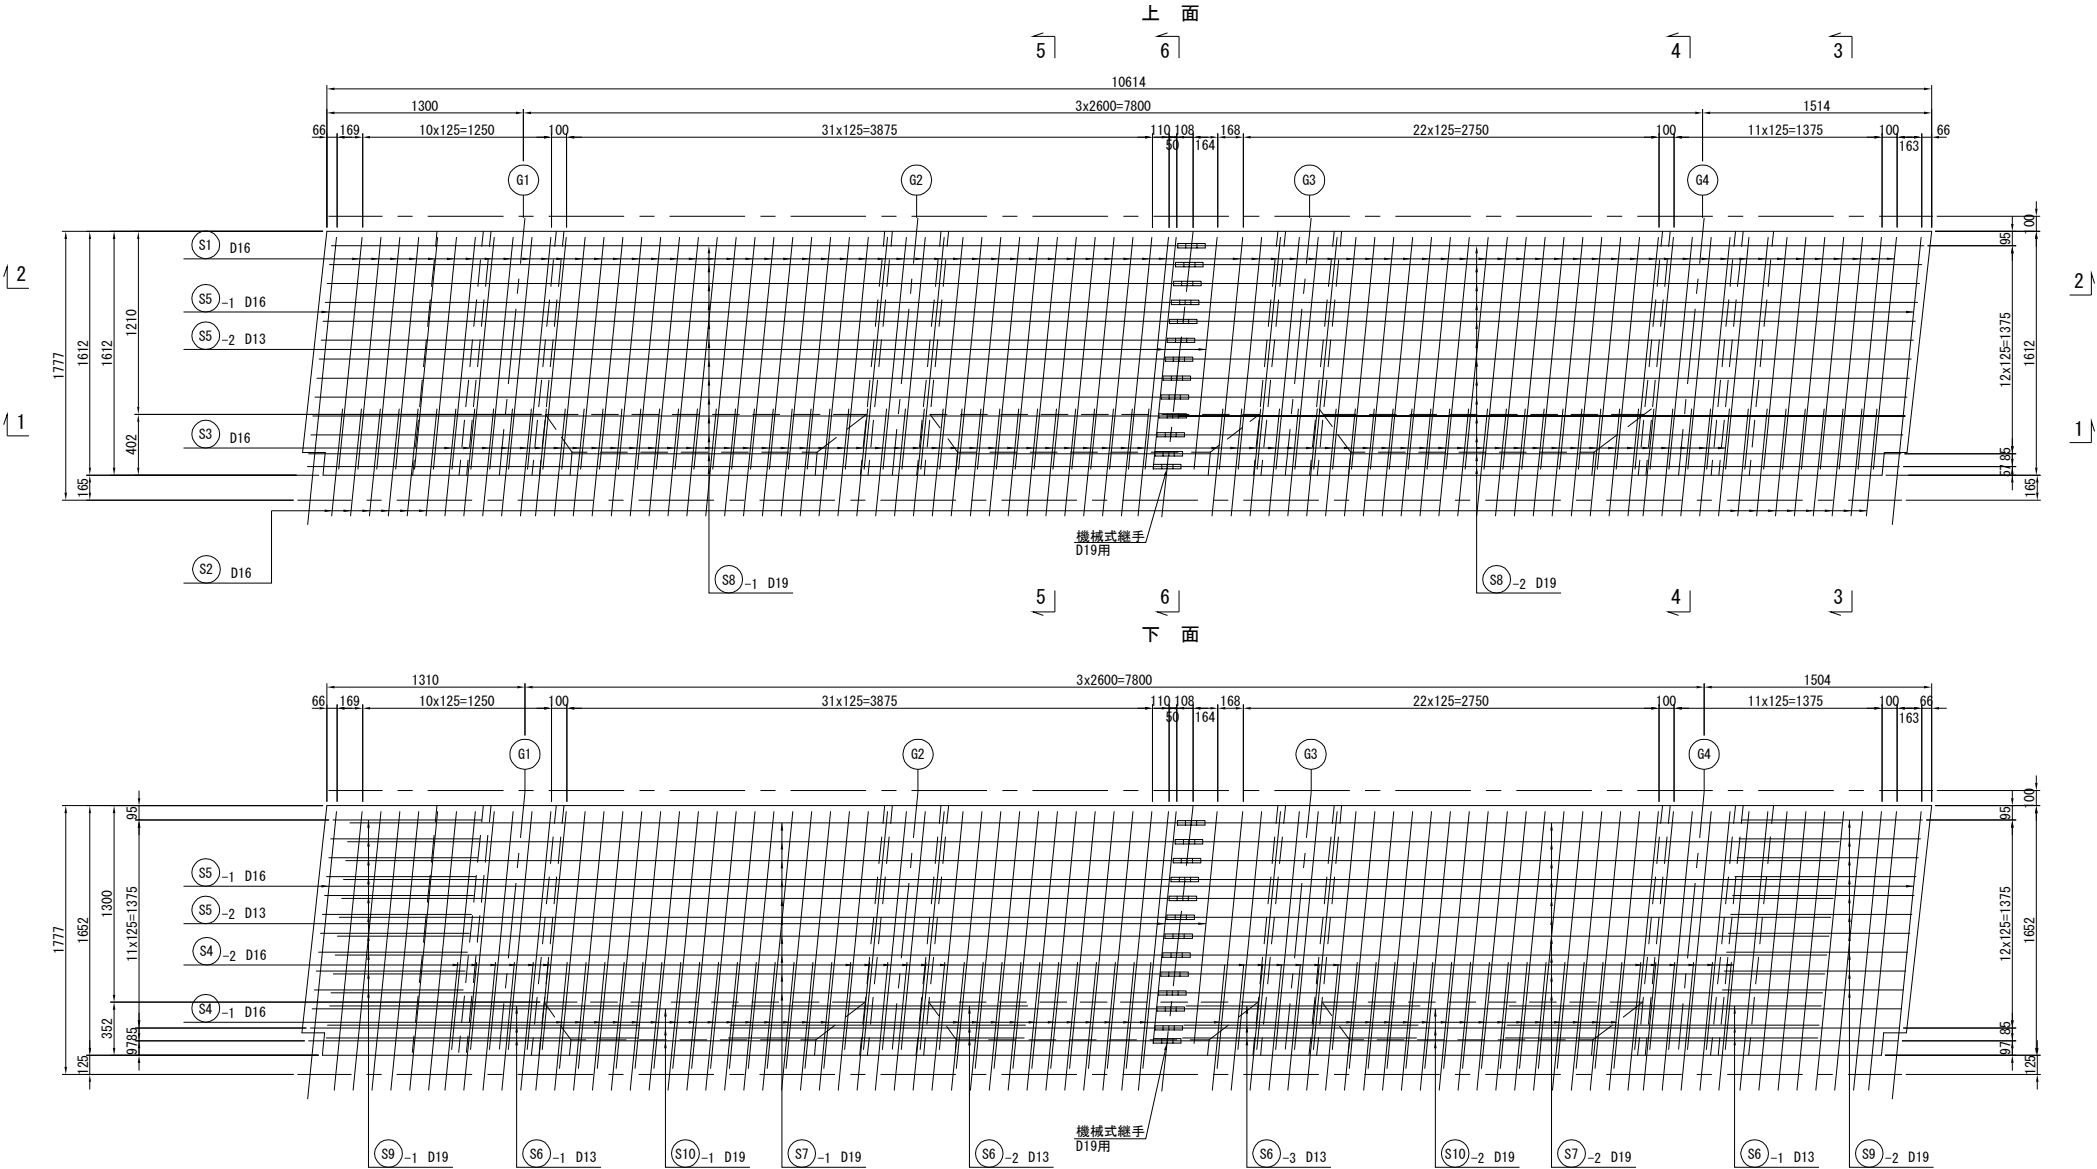 上 面
5 6 4 3
10614
1300 3x2600=7800 1514
66 169 10x125=1250 100 31x125=3875 110 108 168 22x125=2750 100 11x125=1375 100 66
50 164 163
G1 G2 G3 G4
100
95
S1 D16
2 2
S5-1 D16
S5-2 D13
1777 1612 1612 1210 12x125=1375 1612
1 1
S3 D16
402
85
57
165 165
機械式継手
D19用
S2 D16
S8-1 D19 S8-2 D19
5 6 4 3
下 面
1310 3x2600=7800 1504
66 169 10x125=1250 100 31x125=3875 110 108 168 22x125=2750 100 11x125=1375 100 66
50 164 163
G1 G2 G3 G4
100
95 95
S5-1 D16
S5-2 D13
1777 1652 1300 11x125=1375 12x125=1375 1652
S4-2 D16
S4-1 D16
352
85 85
97 97
125 125
機械式継手
D19用
S9-1 D19 S6-1 D13 S10-1 D19 S7-1 D19 S6-2 D13 S6-3 D13 S10-2 D19 S7-2 D19 S6-1 D13 S9-2 D19